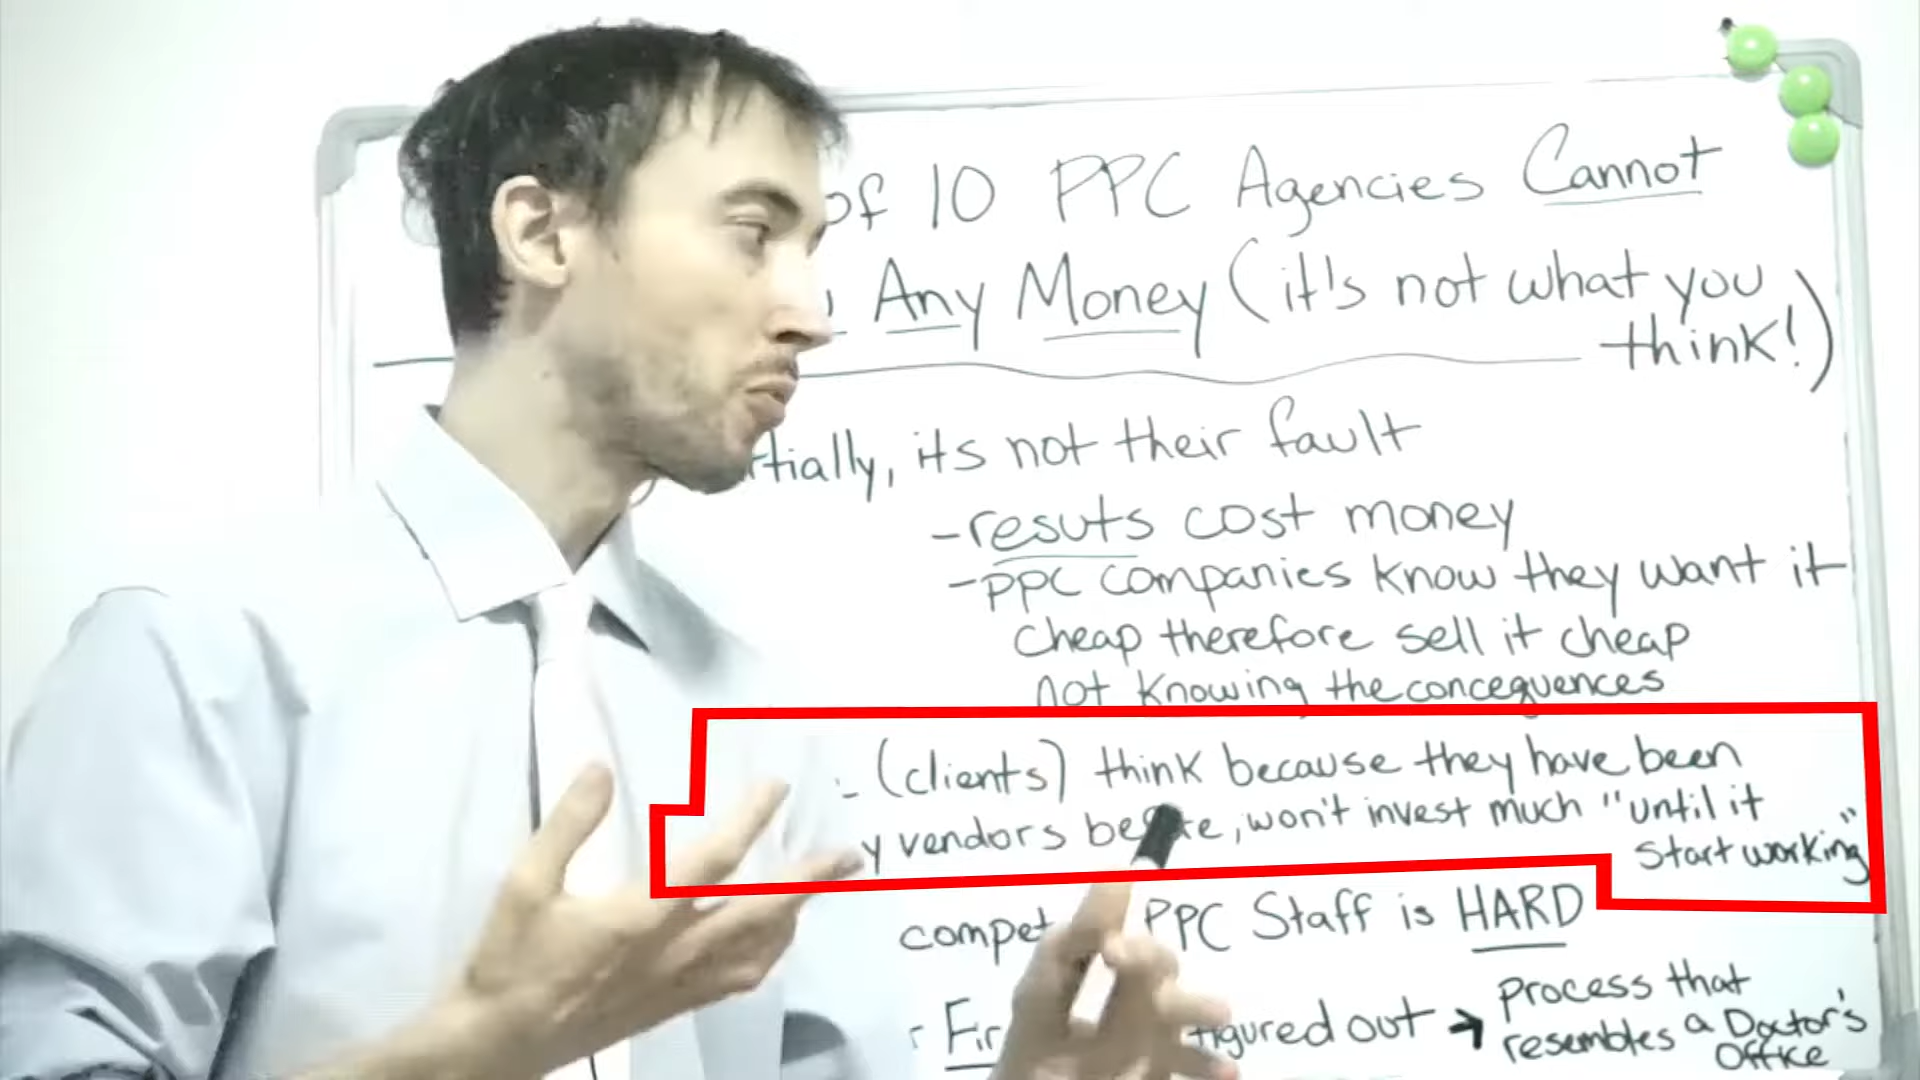 of 10 PPC Agencies Cannot
Any Money (it's not what you
think!)
tially, its not their fault
-resuts cost money
-PPC companies know they want it
cheap therefore sell it cheap
not knowing the concequences
- (clients) think because they have been
y vendors be e, won't invest much "until it
start working"
compet PPC Staff is HARD
r Fir figured out → process that
resembles a Doctor's
Office